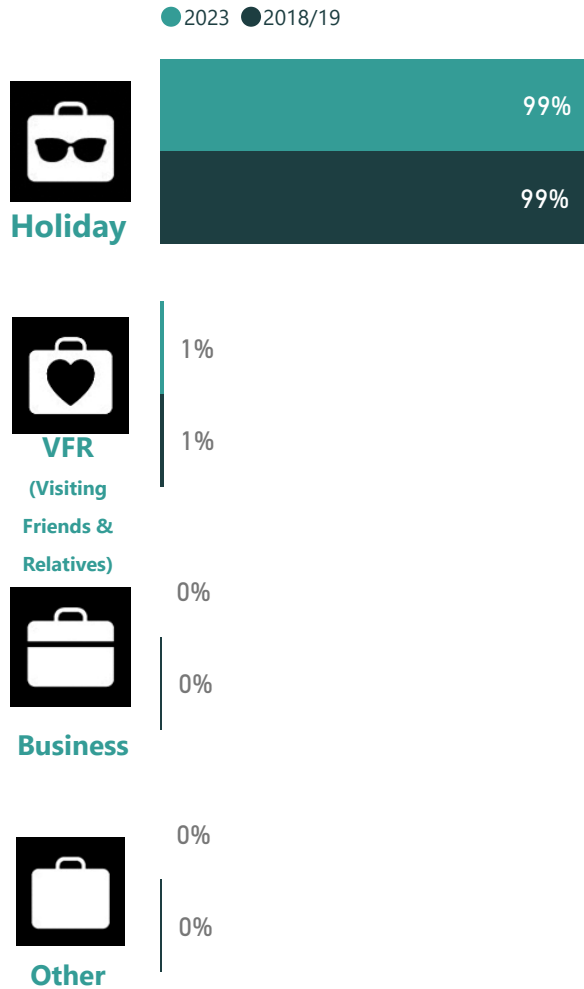 2023 2018/19
99%
99%
Holiday
1%
1%
VFR
(Visiting
Friends &
Relatives)
0%
0%
Business
0%
0%
Other